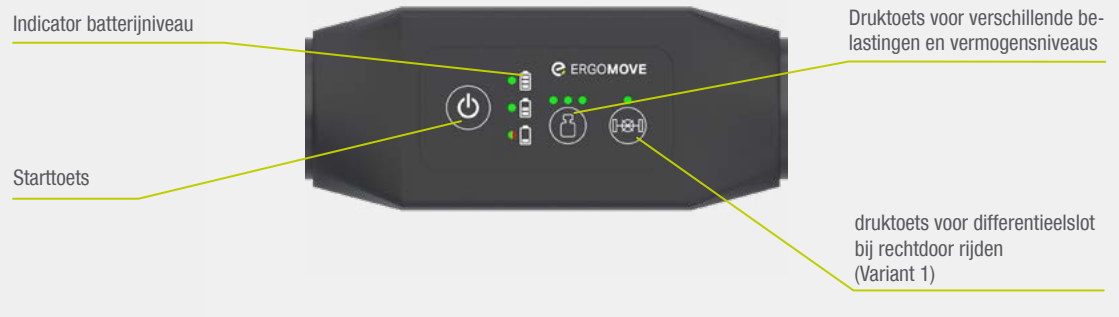 Indicator batterijniveau
Druktoets voor verschillende be-
lastingen en vermogensniveaus
ERGOMOVE
Starttoets
druktoets voor differentieelslot
bij rechtdoor rijden
(Variant 1)